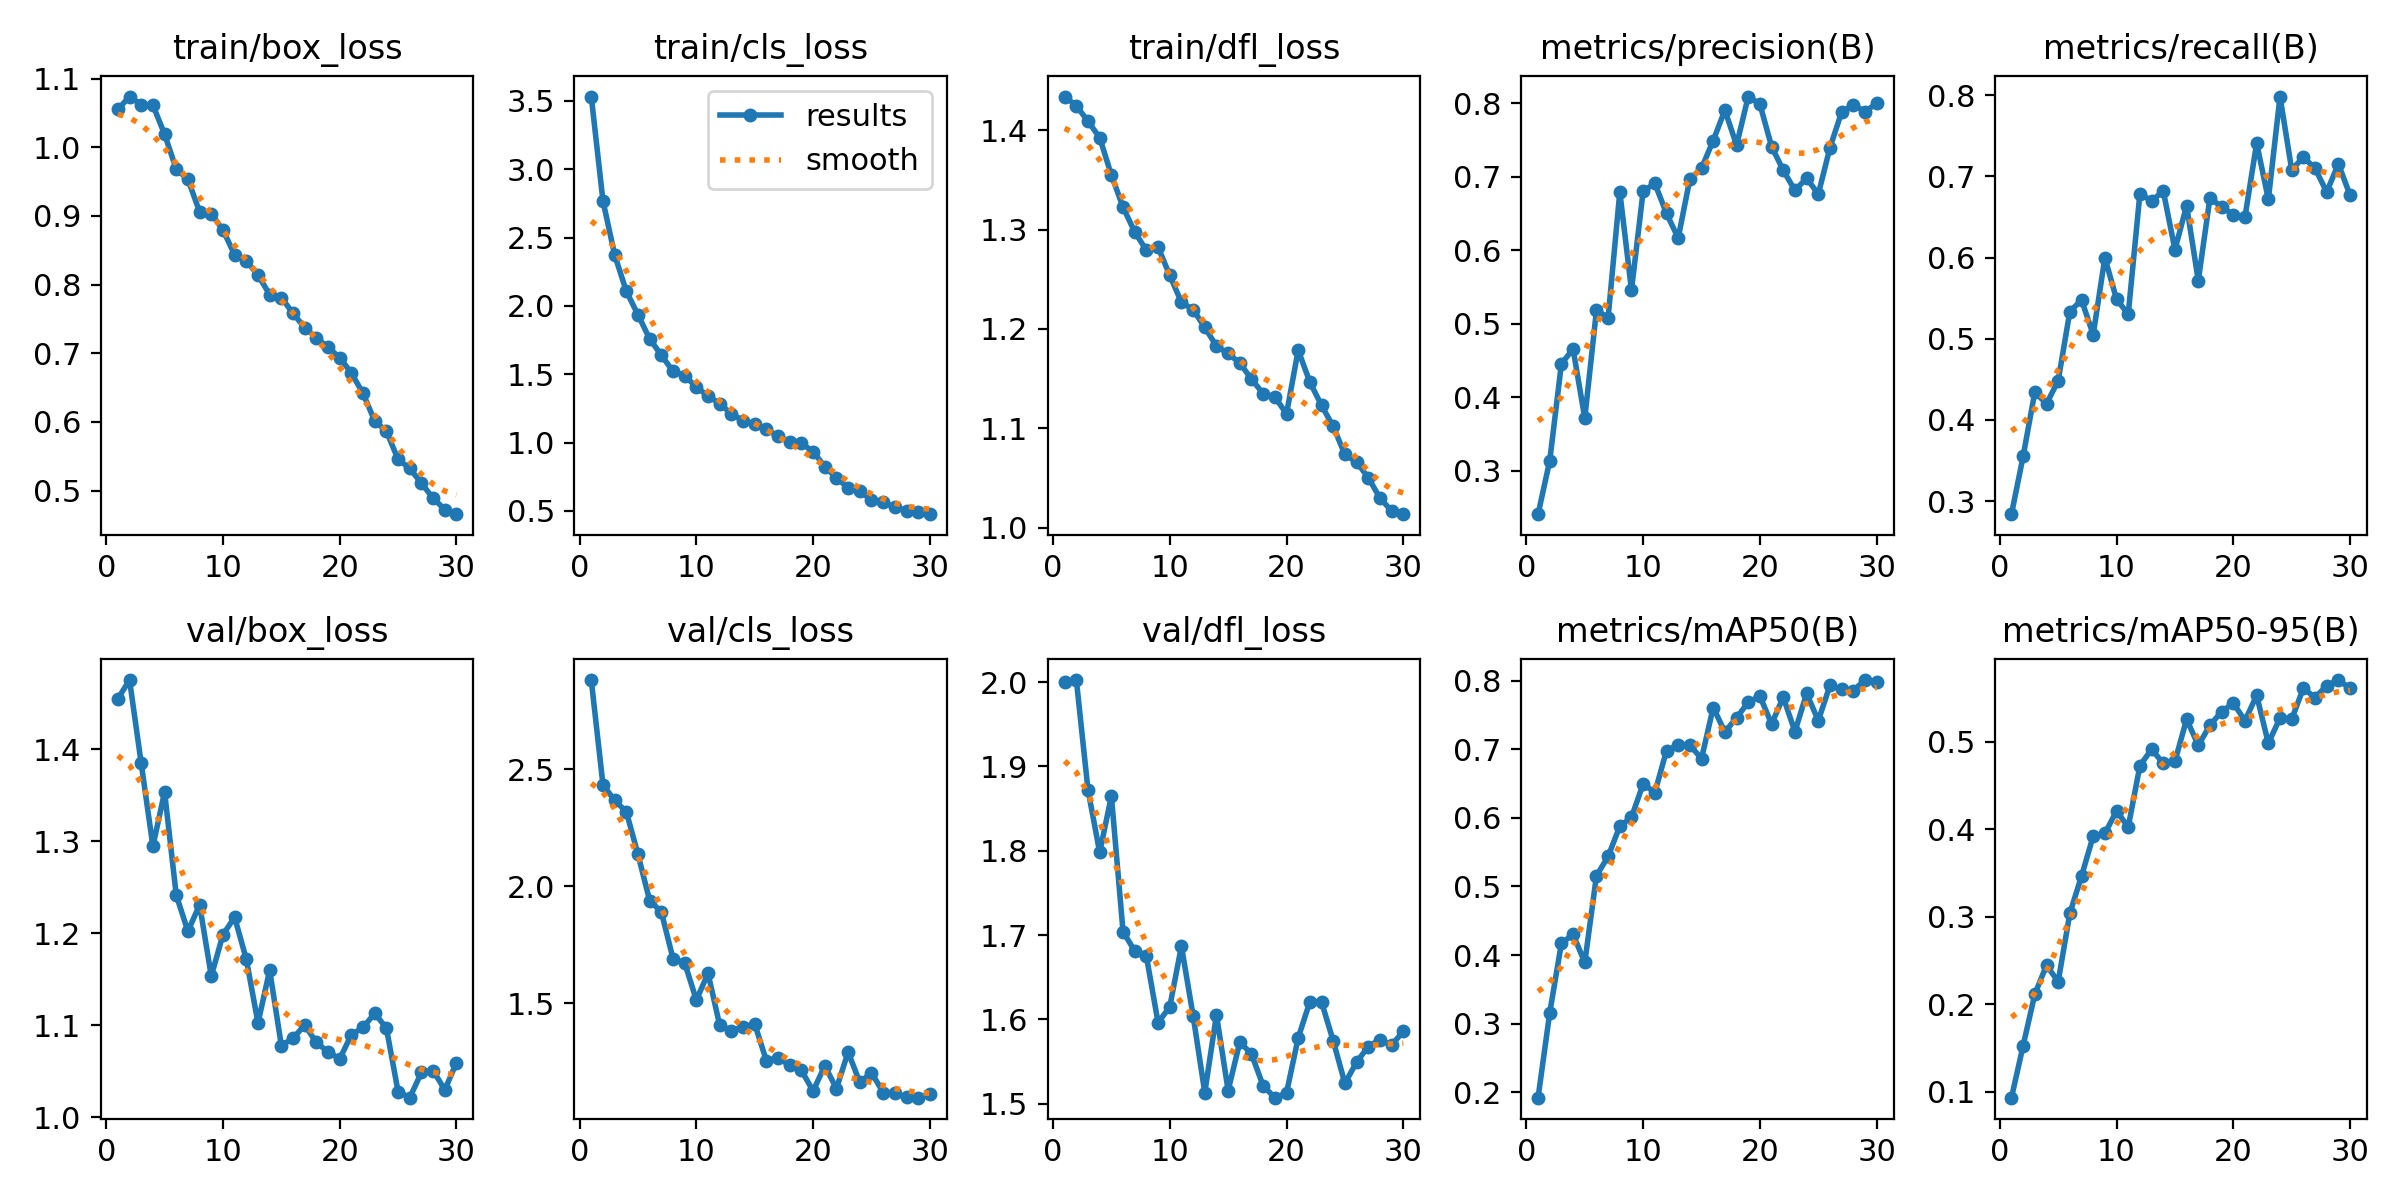 train/box_loss
train/cls_loss
train/dfl_loss
metrics/precision(B)
metrics/recall(B)
1.1
1.0
0.9
0.8
0.7
0.6
0.5
0 10 20 30
3.5
3.0
2.5
2.0
1.5
1.0
0.5
0 10 20 30
results
smooth
1.4
1.3
1.2
1.1
1.0
0 10 20 30
0.8
0.7
0.6
0.5
0.4
0.3
0 10 20 30
0.8
0.7
0.6
0.5
0.4
0.3
0 10 20 30
val/box_loss
val/cls_loss
val/dfl_loss
metrics/mAP50(B)
metrics/mAP50-95(B)
1.4
1.3
1.2
1.1
1.0
0 10 20 30
2.5
2.0
1.5
0 10 20 30
2.0
1.9
1.8
1.7
1.6
1.5
0 10 20 30
0.8
0.7
0.6
0.5
0.4
0.3
0.2
0 10 20 30
0.5
0.4
0.3
0.2
0.1
0 10 20 30